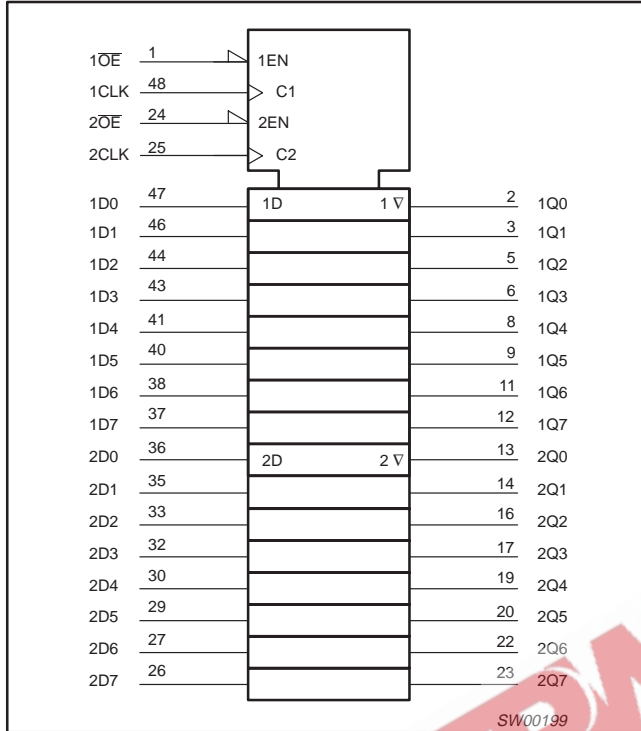 1O̅E̅ 1 1EN
1CLK 48 C1
2O̅E̅ 24 2EN
2CLK 25 C2
1D0 47 1D 1 ∇ 2 1Q0
1D1 46 3 1Q1
1D2 44 5 1Q2
1D3 43 6 1Q3
1D4 41 8 1Q4
1D5 40 9 1Q5
1D6 38 11 1Q6
1D7 37 12 1Q7
2D0 36 2D 2 ∇ 13 2Q0
2D1 35 14 2Q1
2D2 33 16 2Q2
2D3 32 17 2Q3
2D4 30 19 2Q4
2D5 29 20 2Q5
2D6 27 22 2Q6
2D7 26 23 2Q7
SW00199